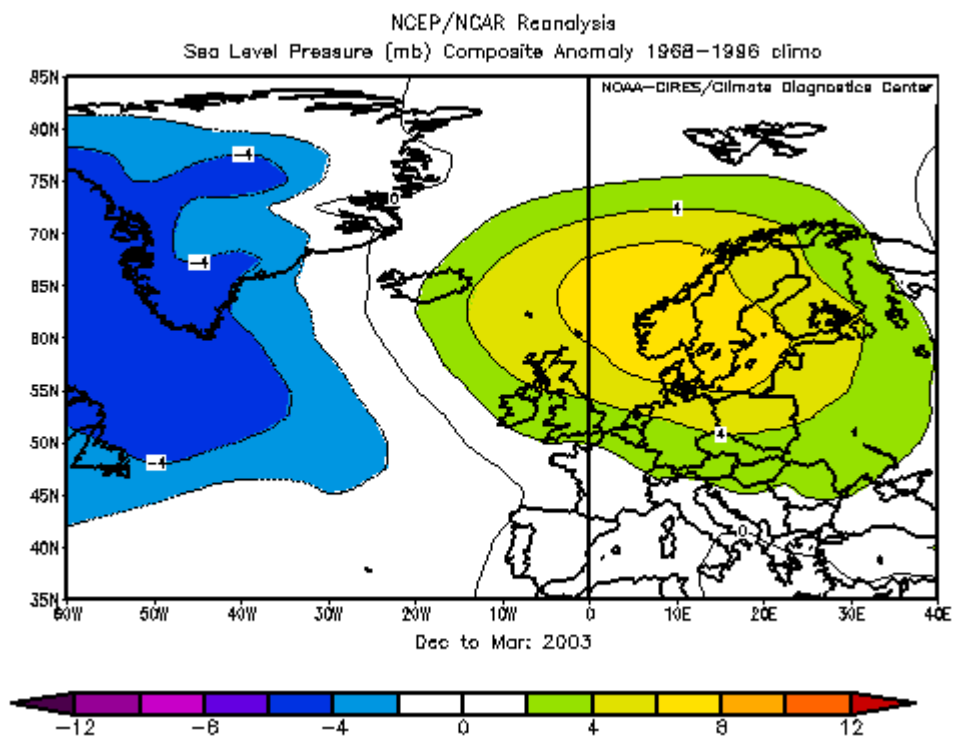 NCEP/NCAR Reanalysis
Sea Level Pressure (mb) Composite Anomaly 1968-1996 climo
NOAA-CIRES/Climate Diagnostics Center
85N
80N
75N
70N
65N
60N
55N
50N
45N
40N
35N
-4
-4
-4
0
4
4
0
60W 50W 40W 30W 20W 10W 0 10E 20E 30E 40E
Dec to Mar: 2003
-12 -6 -4 0 4 8 12